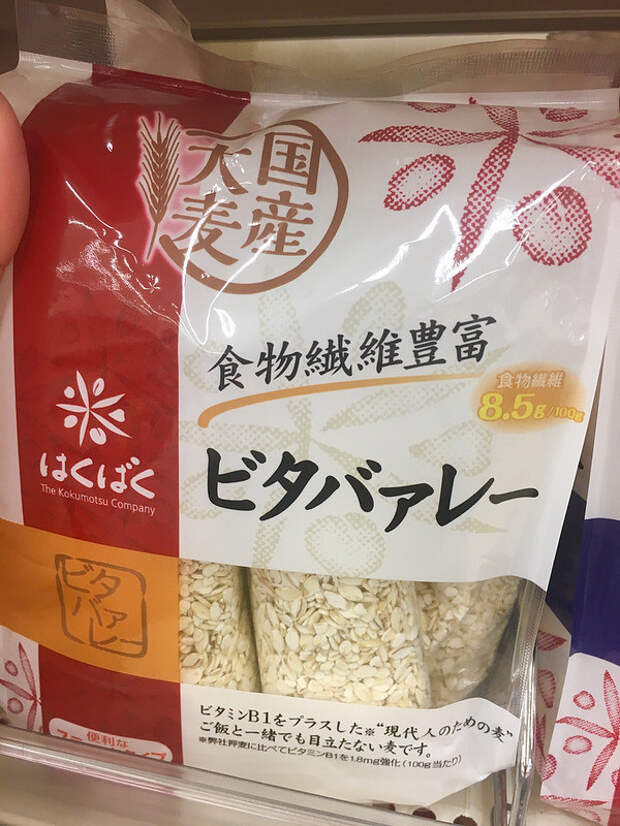 国産
大麦
食物繊維豊富
食物繊維
8.5g/100g
はくばく
The Kokumotsu Company
ビタバァレー
ビタ
バァレー
ビタミンB1をプラスした※“現代人のための麦”
ご飯と一緒でも目立たない麦です。
※弊社押麦に比べてビタミンB1を1.8mg強化(100g当たり)
便利な